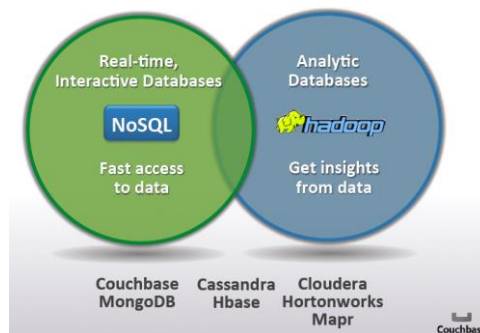 Real-time,
Interactive Databases
NoSQL
Fast access
to data
Analytic
Databases
hadoop
Get insights
from data
Couchbase
MongoDB
Cassandra
Hbase
Cloudera
Hortonworks
Mapr
Couchbas